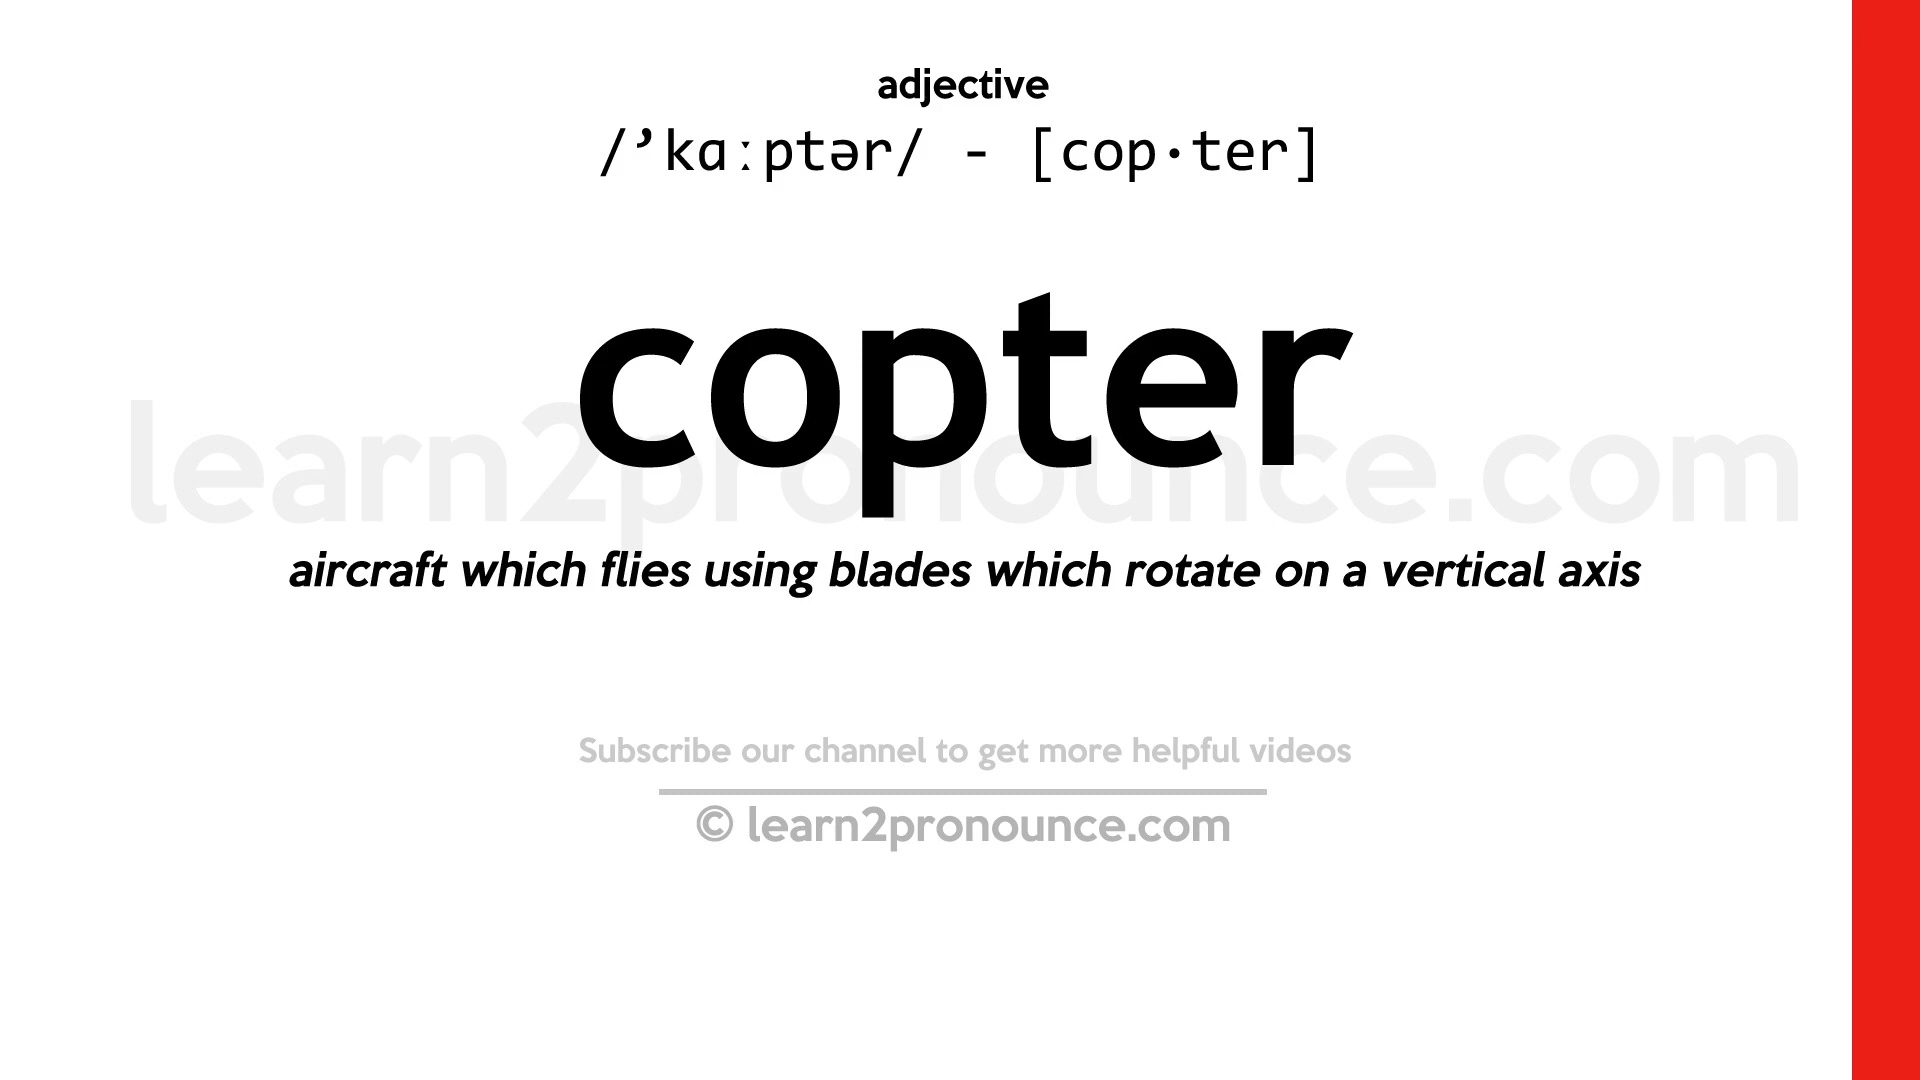 adjective
/’kɑːptər/ - [cop·ter]
copter
learn2pronounce.com
aircraft which flies using blades which rotate on a vertical axis
Subscribe our channel to get more helpful videos
© learn2pronounce.com